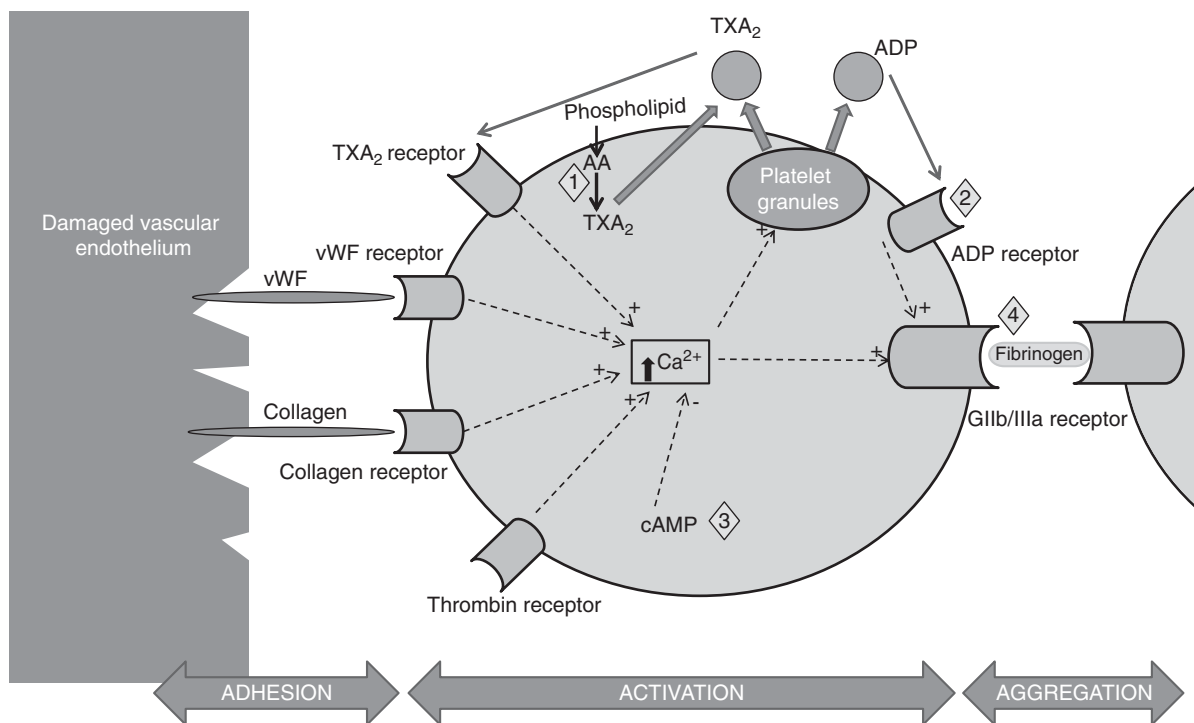 TXA₂
ADP
Phospholipid
TXA₂ receptor
AA
1
Platelet
granules
2
TXA₂
Damaged vascular
endothelium
vWF receptor
ADP receptor
vWF
+
+
+
4
+
+
Ca²⁺
+
Fibrinogen
+
+
-
Collagen
GIIb/IIIa receptor
Collagen receptor
cAMP
3
Thrombin receptor
ADHESION
ACTIVATION
AGGREGATION